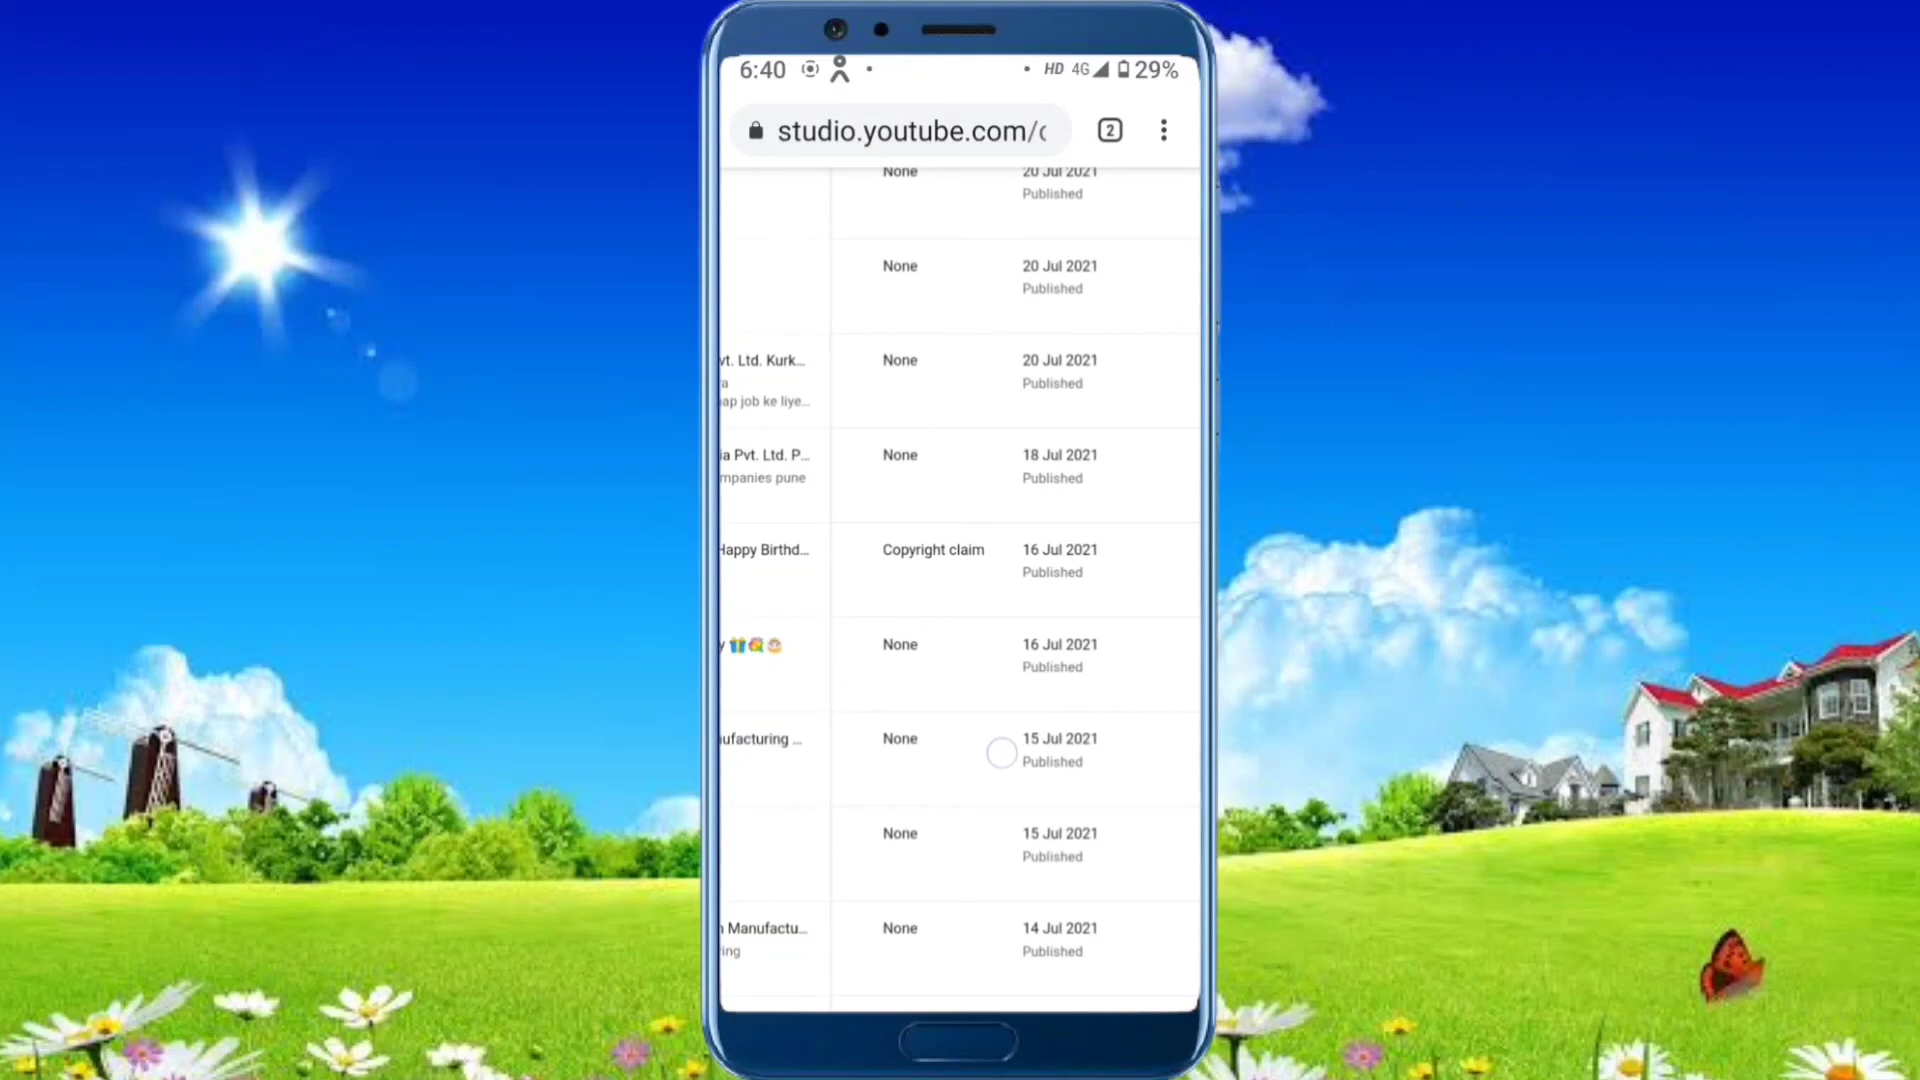 6:40 HD 4G 29%
studio.youtube.com/c 2
None 20 Jul 2021
Published
None 20 Jul 2021
Published
vt. Ltd. Kurk... None 20 Jul 2021
a Published
ap job ke liye...
ia Pvt. Ltd. P... None 18 Jul 2021
mpanies pune Published
Happy Birthd... Copyright claim 16 Jul 2021
Published
y 🎁💐🎂 None 16 Jul 2021
Published
ufacturing ... None 15 Jul 2021
Published
None 15 Jul 2021
Published
n Manufactu... None 14 Jul 2021
ing Published